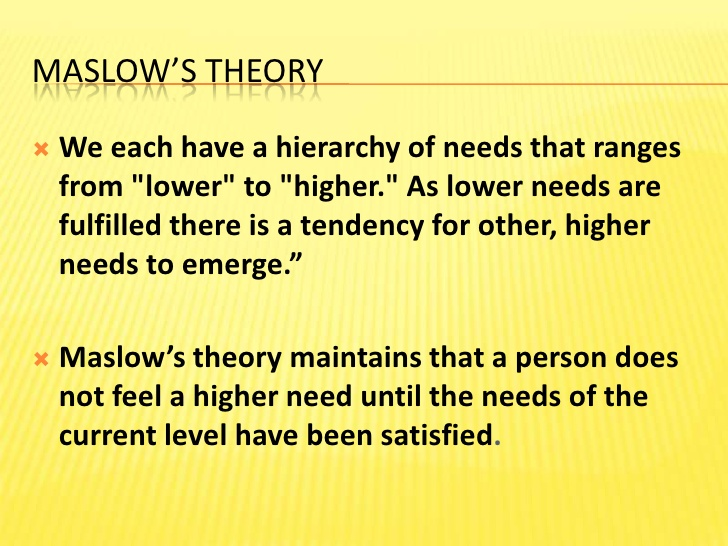 MASLOW’S THEORY
We each have a hierarchy of needs that ranges
from "lower" to "higher." As lower needs are
fulfilled there is a tendency for other, higher
needs to emerge.”
Maslow’s theory maintains that a person does
not feel a higher need until the needs of the
current level have been satisfied.